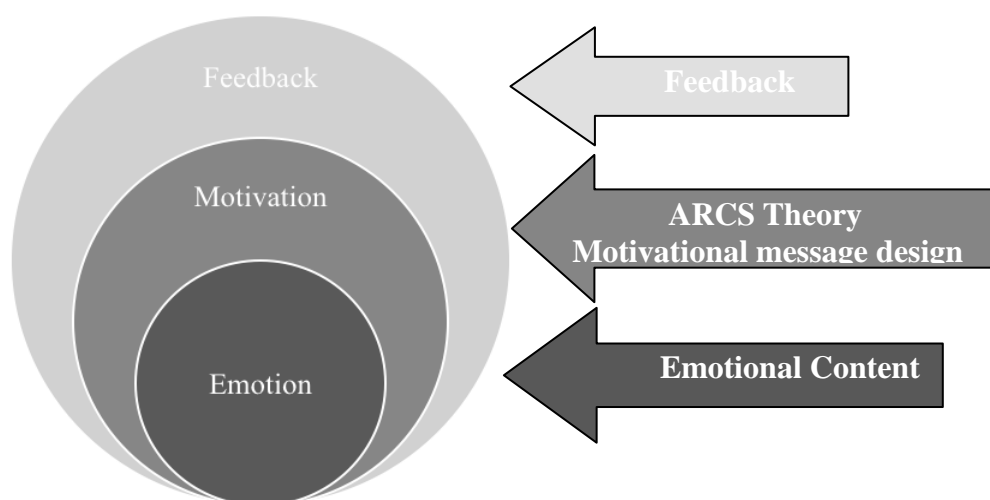 Feedback
Feedback
Motivation
ARCS Theory
Motivational message design
Emotion
Emotional Content